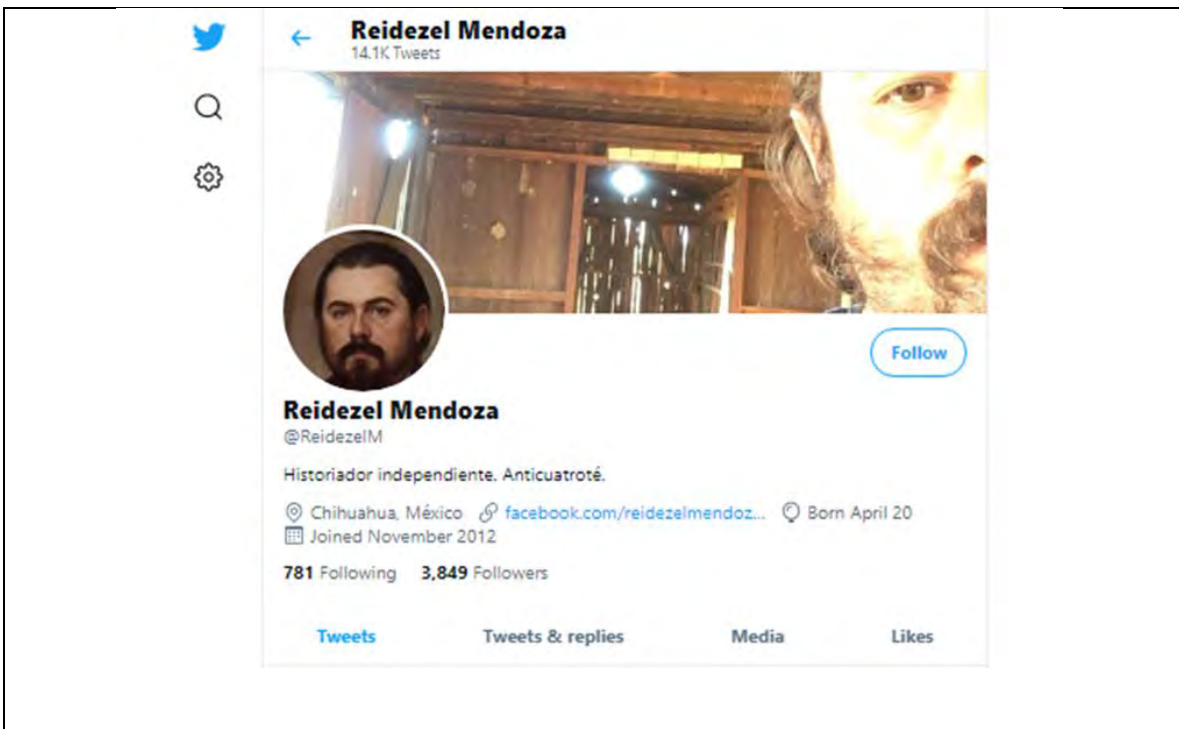 Reidezel Mendoza
14.1K Tweets
Follow
Reidezel Mendoza
@ReidezelM
Historiador independiente. Anticuatroté.
Chihuahua, México facebook.com/reidezelmendoz... Born April 20
Joined November 2012
781 Following 3,849 Followers
Tweets Tweets & replies Media Likes